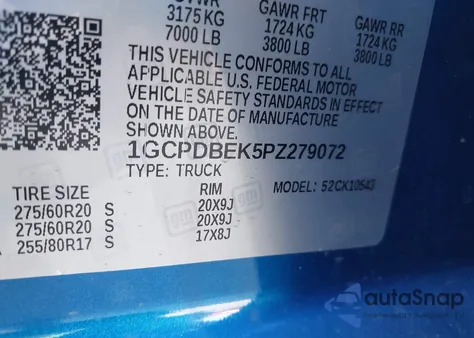 GVWR GAWR FRT GAWR RR
3175 KG 1724 KG 1724 KG
7000 LB 3800 LB 3800 LB
THIS VEHICLE CONFORMS TO ALL
APPLICABLE U.S. FEDERAL MOTOR
VEHICLE SAFETY STANDARDS IN EFFECT
ON THE DATE OF MANUFACTURE
SHOWN ABOVE.
1GCPDBEK5PZ279072
TYPE: TRUCK MODEL: 52CK10543
TIRE SIZE RIM
275/60R20 S 20X9J
275/60R20 S 20X9J
255/80R17 S 17X8J
gm
autoSnap